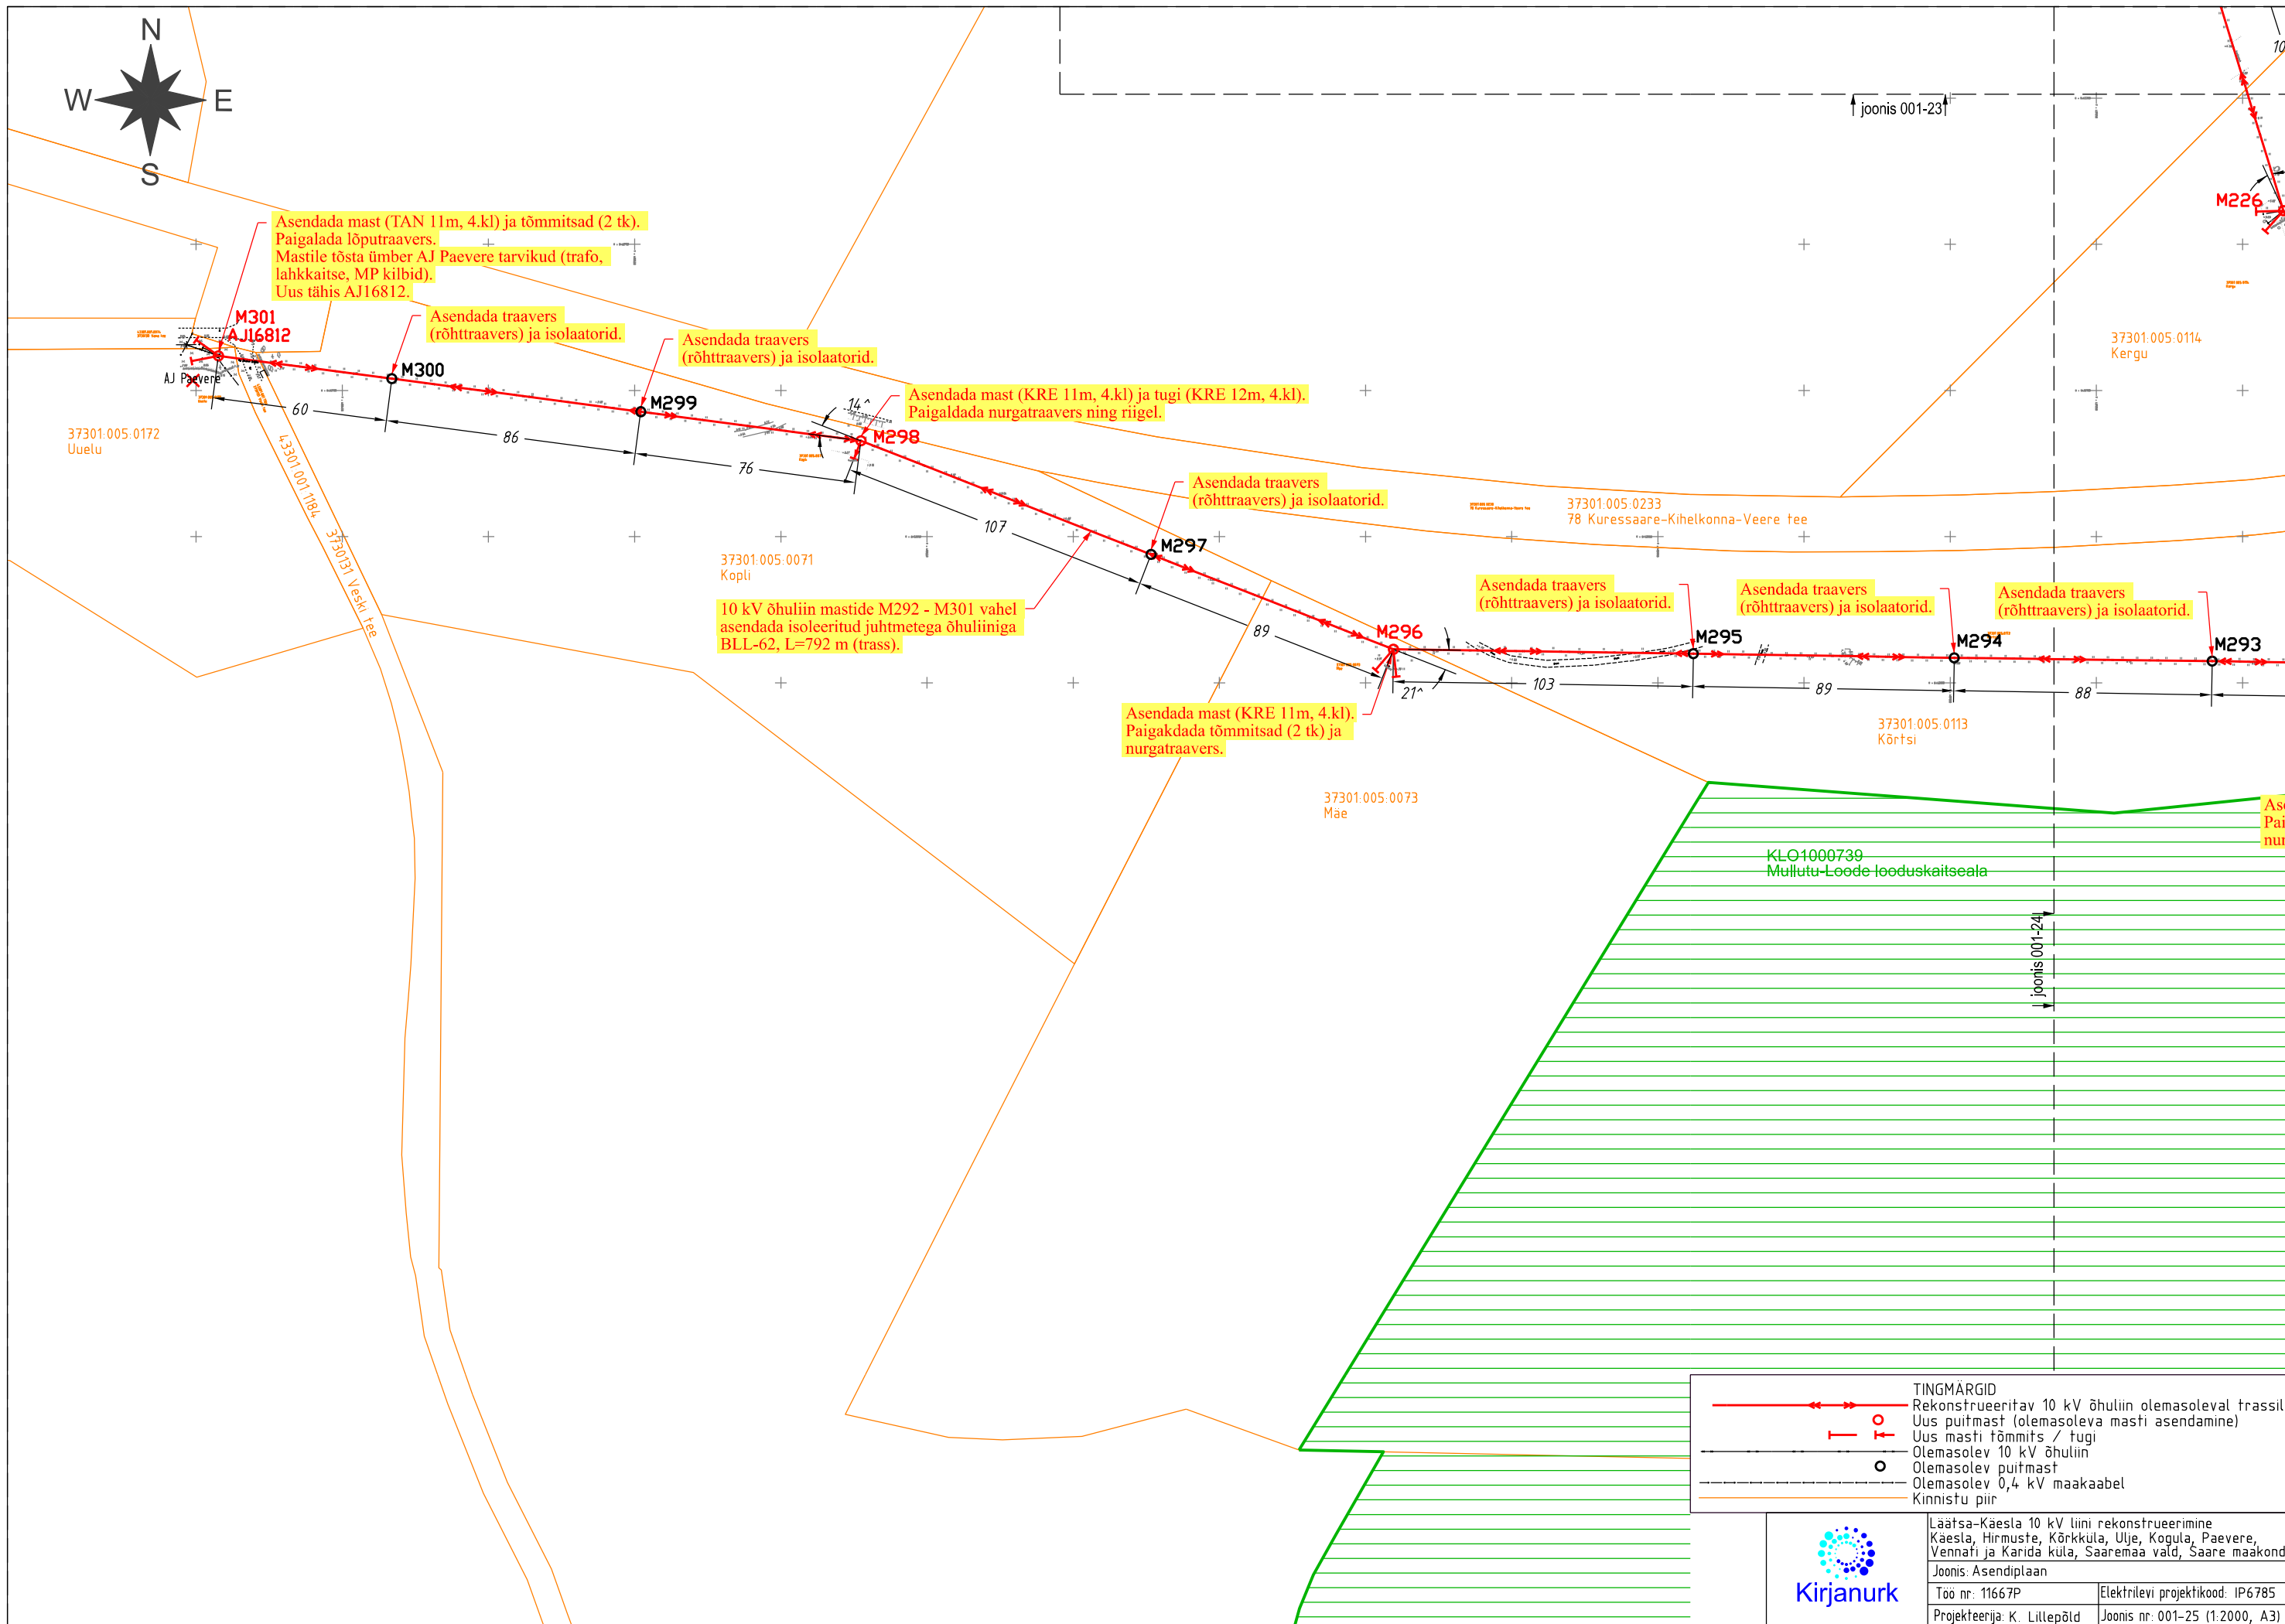 N
W
E
S
joonis 001-23
10
M226
Asendada mast (TAN 11m, 4.kl) ja tõmmitsad (2 tk).
Paigalada lõputraavers.
Mastile tõsta ümber AJ Paevere tarvikud (trafo,
lahkkaitse, MP kilbid).
Uus tähis AJ16812.
M301
AJ16812
AJ Paevere
Asendada traavers
(rõhttraavers) ja isolaatorid.
M300
Asendada traavers
(rõhttraavers) ja isolaatorid.
M299
Asendada mast (KRE 11m, 4.kl) ja tugi (KRE 12m, 4.kl).
Paigaldada nurgatraavers ning riigel.
14^
M298
60
86
76
107
37301:005:0114
Kergu
37301:005:0172
Uuelu
43301:001:1184
3730131 Veski tee
37301:005:0071
Kopli
Asendada traavers
(rõhttraavers) ja isolaatorid.
M297
37301:005:0233
78 Kuressaare-Kihelkonna-Veere tee
10 kV õhuliin mastide M292 - M301 vahel
asendada isoleeritud juhtmetega õhuliiniga
BLL-62, L=792 m (trass).
89
M296
21^
Asendada traavers
(rõhttraavers) ja isolaatorid.
M295
Asendada traavers
(rõhttraavers) ja isolaatorid.
M294
Asendada traavers
(rõhttraavers) ja isolaatorid.
M293
103
89
88
Asendada mast (KRE 11m, 4.kl).
Paigakdada tõmmitsad (2 tk) ja
nurgatraavers.
37301:005:0113
Kõrtsi
37301:005:0073
Mäe
Ase
Pai
nur
KLO1000739
Mullutu-Loode looduskaitseala
joonis 001-24
TINGMÄRGID
Rekonstrueeritav 10 kV õhuliin olemasoleval trassil
Uus puitmast (olemasoleva masti asendamine)
Uus masti tõmmits / tugi
Olemasolev 10 kV õhuliin
Olemasolev puitmast
Olemasolev 0,4 kV maakaabel
Kinnistu piir
Kirjanurk
Läätsa-Käesla 10 kV liini rekonstrueerimine
Käesla, Hirmuste, Kõrkküla, Ulje, Kogula, Paevere,
Vennati ja Karida küla, Saaremaa vald, Saare maakond
Joonis: Asendiplaan
Töö nr: 11667P
Elektrilevi projektikood: IP6785
Projekteerija: K. Lillepõld
Joonis nr: 001-25 (1:2000, A3)